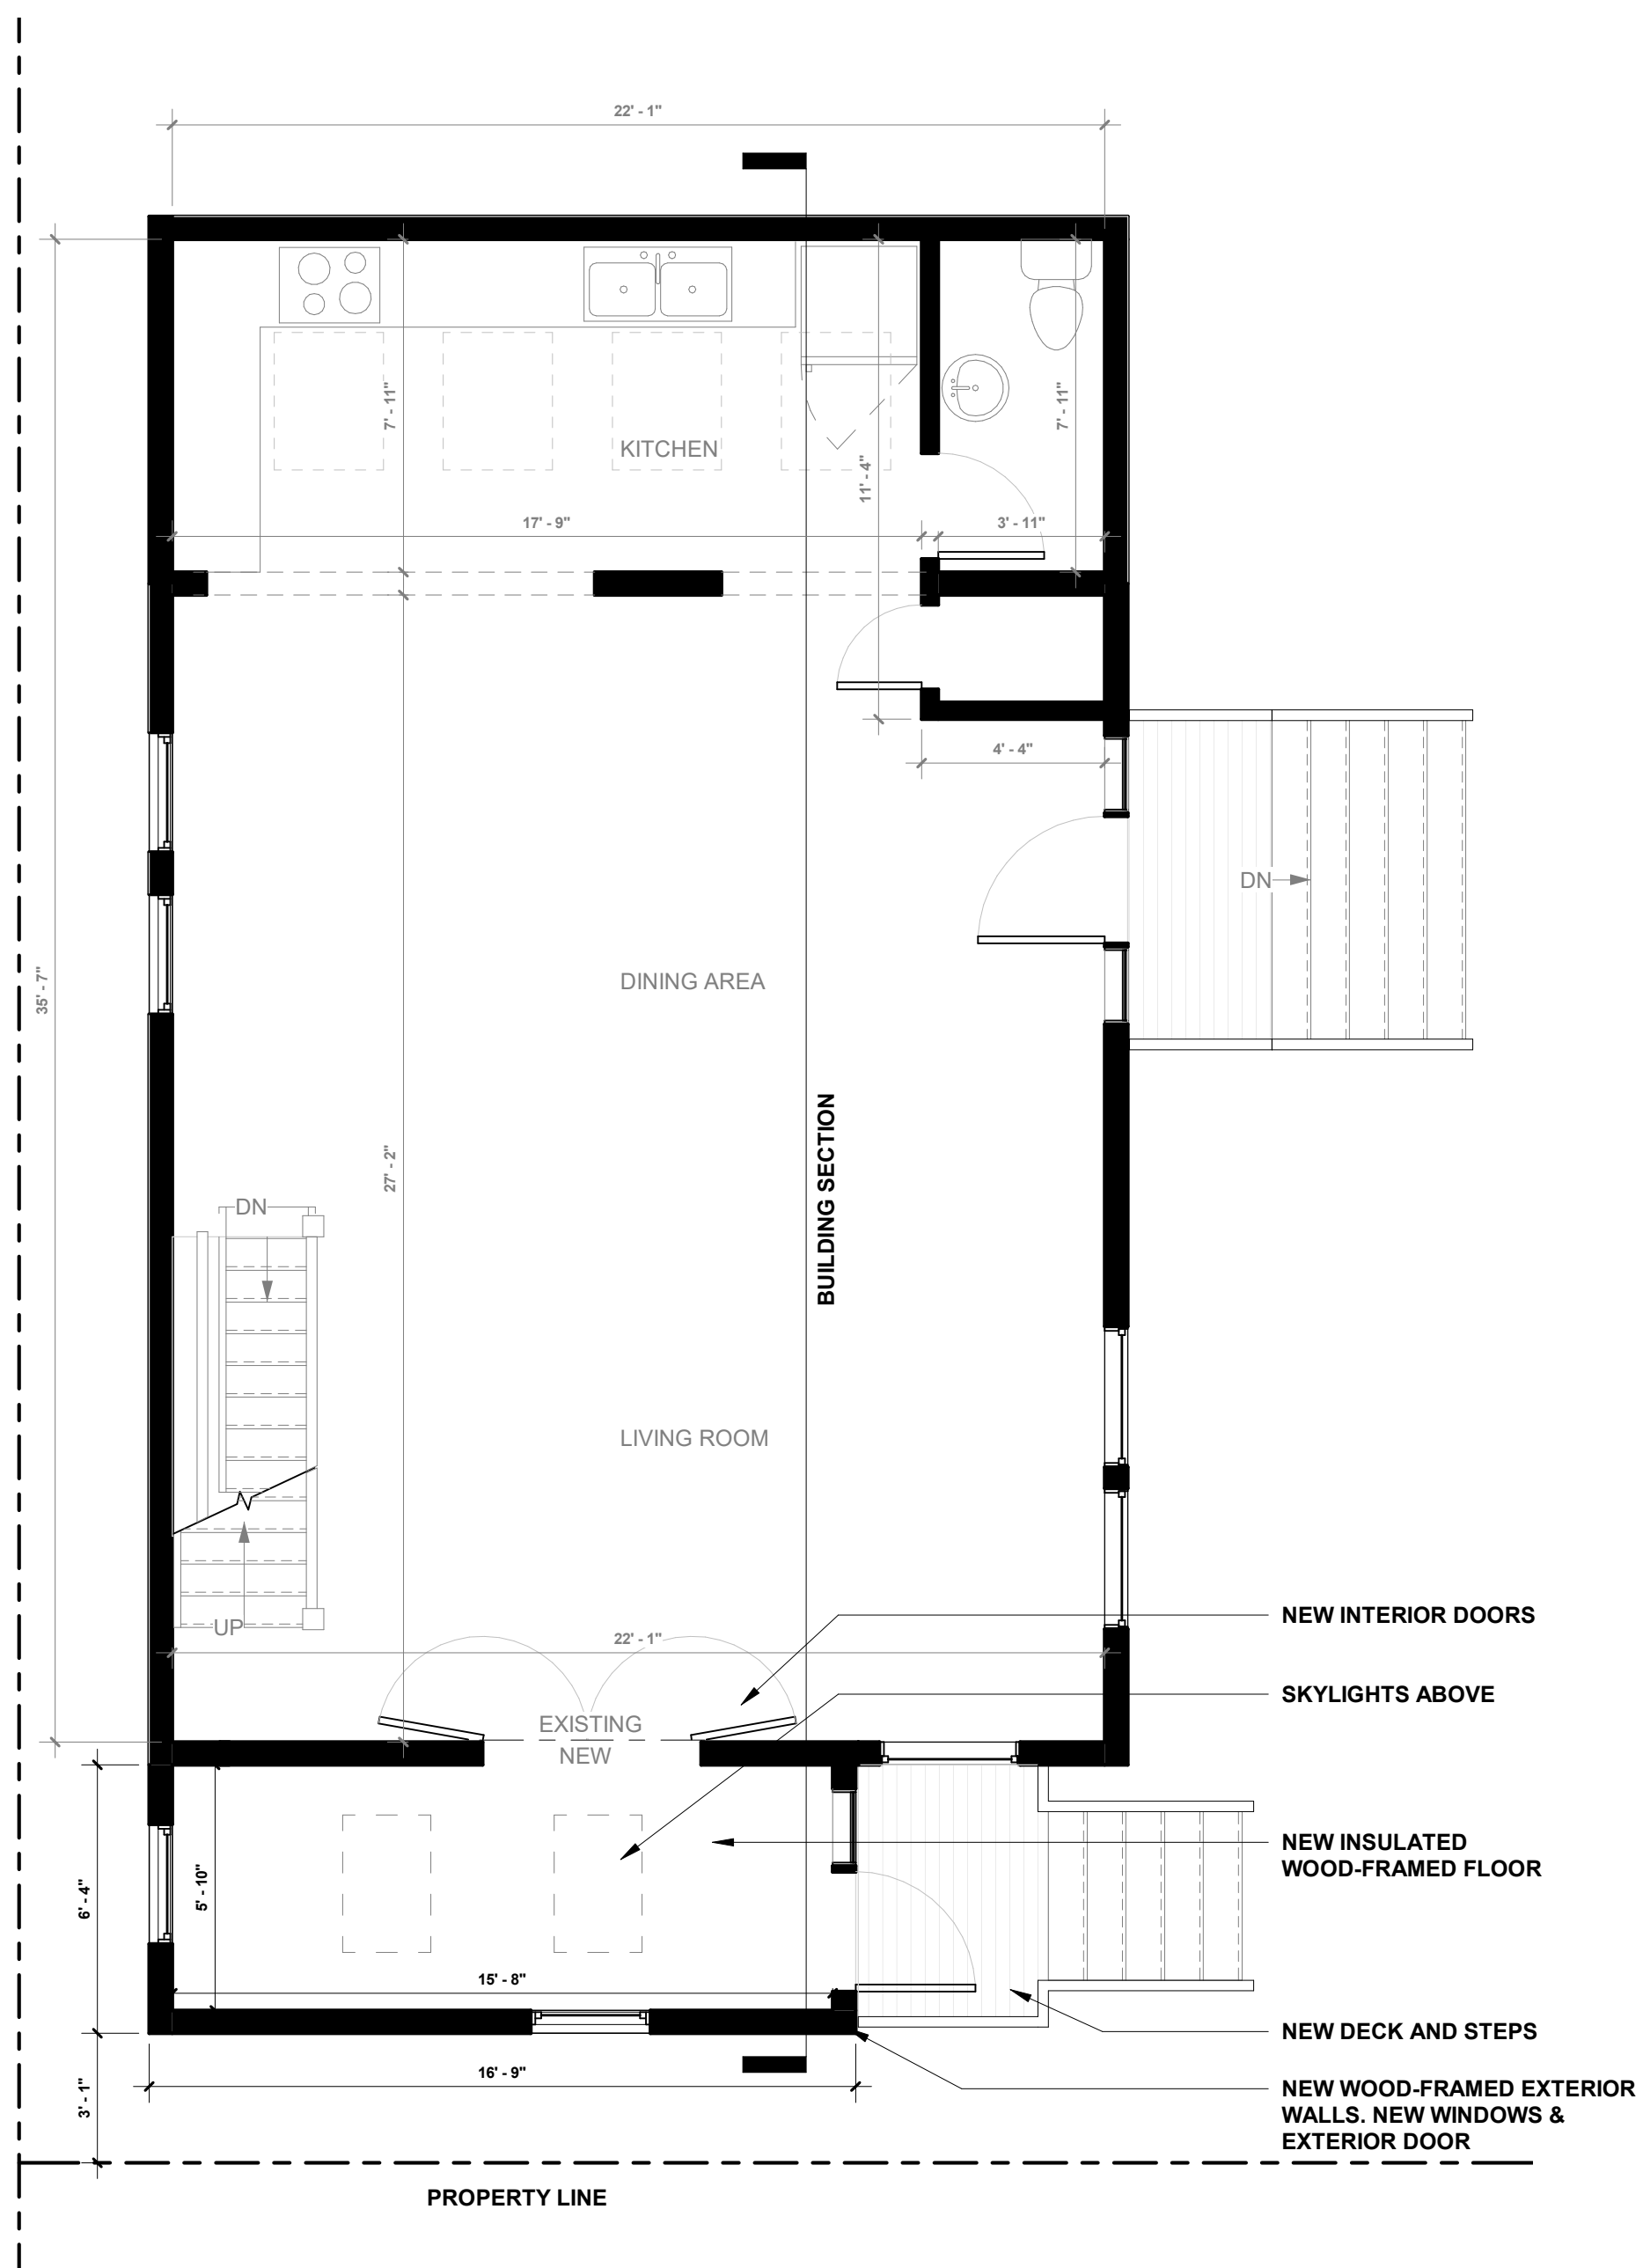 22' - 1"
7' - 11"
KITCHEN
7' - 11"
11' - 4"
17' - 9"
3' - 11"
4' - 4"
DN
35' - 7"
DINING AREA
27' - 2"
BUILDING SECTION
DN
LIVING ROOM
UP
22' - 1"
NEW INTERIOR DOORS
SKYLIGHTS ABOVE
EXISTING
NEW
NEW INSULATED
WOOD-FRAMED FLOOR
6' - 4"
5' - 10"
15' - 8"
NEW DECK AND STEPS
16' - 9"
3' - 1"
NEW WOOD-FRAMED EXTERIOR
WALLS. NEW WINDOWS &
EXTERIOR DOOR
PROPERTY LINE